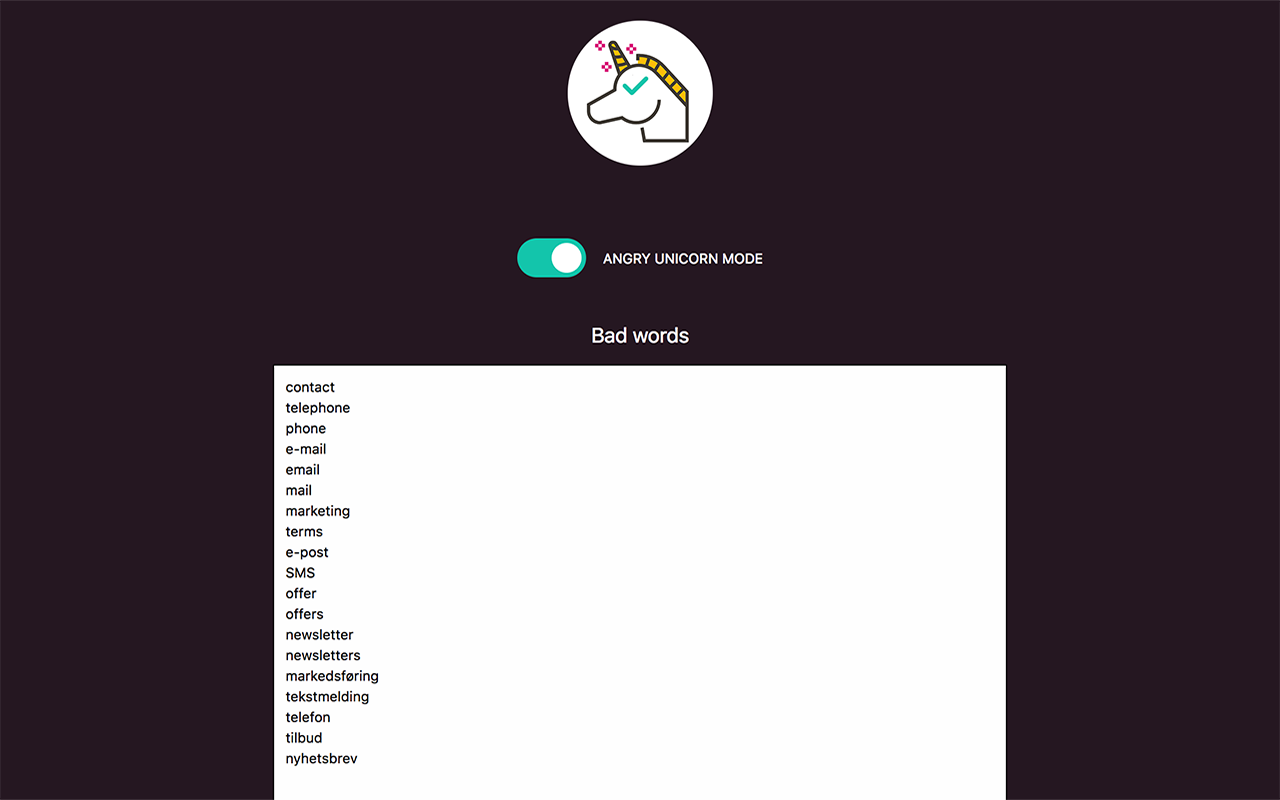 ANGRY UNICORN MODE
Bad words
contact
telephone
phone
e-mail
email
mail
marketing
terms
e-post
SMS
offer
offers
newsletter
newsletters
markedsføring
tekstmelding
telefon
tilbud
nyhetsbrev